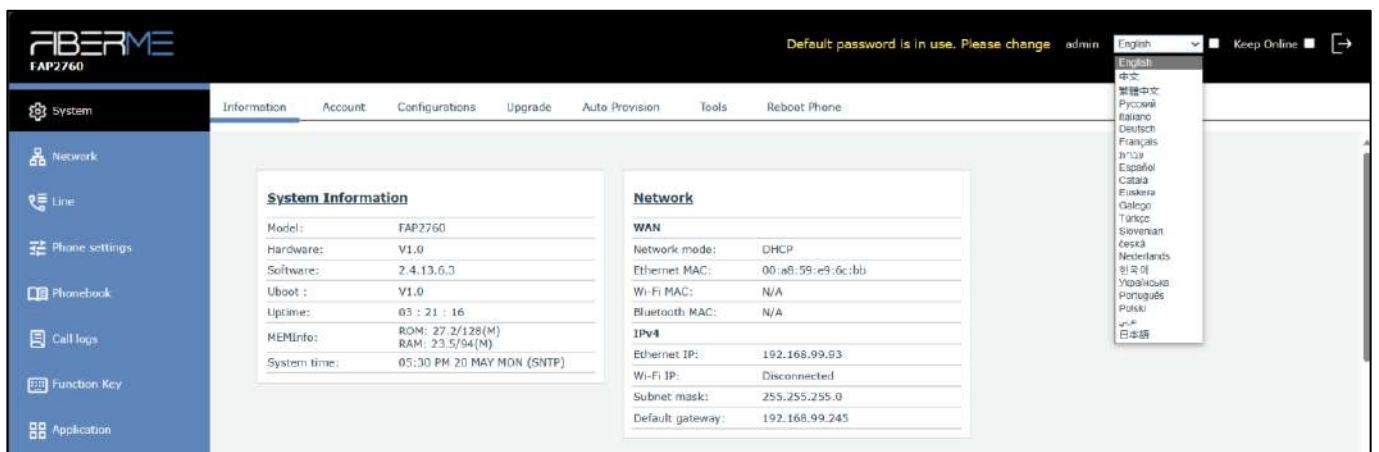 FIBERME
FAP2760
Default password is in use. Please change admin English Keep Online
English
中文
繁體中文
Русский
Italiano
Deutsch
Français
עברית
Español
Català
Euskera
Galego
Türkçe
Slovenian
česká
Nederlands
한국어
Українська
Português
Polski
عربي
日本語
System
Network
Line
Phone settings
Phonebook
Call logs
Function Key
Application
Information Account Configurations Upgrade Auto Provision Tools Reboot Phone
System Information
Model: FAP2760
Hardware: V1.0
Software: 2.4.13.6.3
Uboot : V1.0
Uptime: 03 : 21 : 16
MEMInfo: ROM: 27.2/128(M)
RAM: 23.5/94(M)
System time: 05:30 PM 20 MAY MON (SNTP)
Network
WAN
Network mode: DHCP
Ethernet MAC: 00:a8:59:e9:6c:bb
Wi-Fi MAC: N/A
Bluetooth MAC: N/A
IPv4
Ethernet IP: 192.168.99.93
Wi-Fi IP: Disconnected
Subnet mask: 255.255.255.0
Default gateway: 192.168.99.245